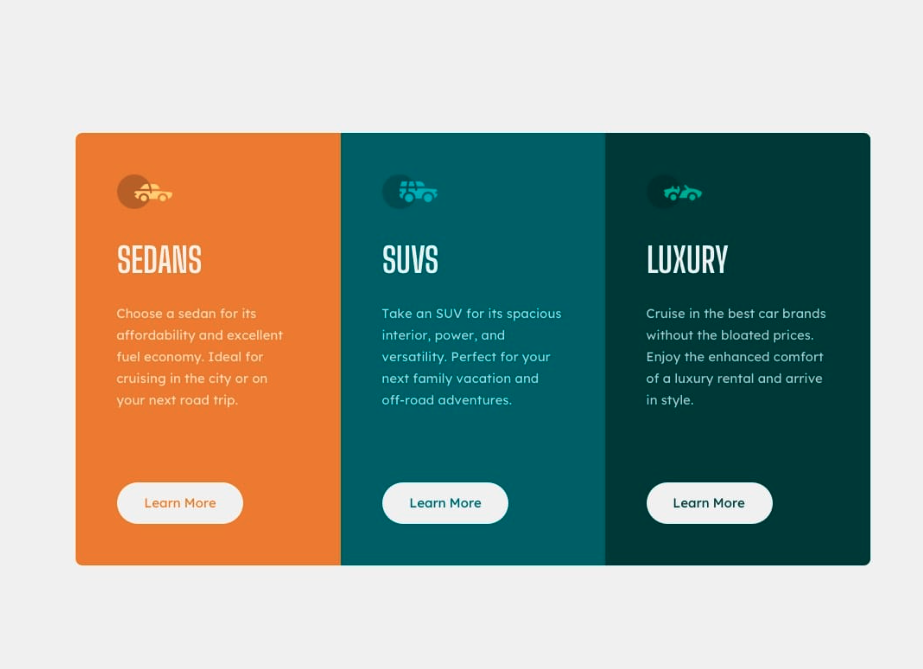 SEDANS
Choose a sedan for its
affordability and excellent
fuel economy. Ideal for
cruising in the city or on
your next road trip.
Learn More
SUVS
Take an SUV for its spacious
interior, power, and
versatility. Perfect for your
next family vacation and
off-road adventures.
Learn More
LUXURY
Cruise in the best car brands
without the bloated prices.
Enjoy the enhanced comfort
of a luxury rental and arrive
in style.
Learn More